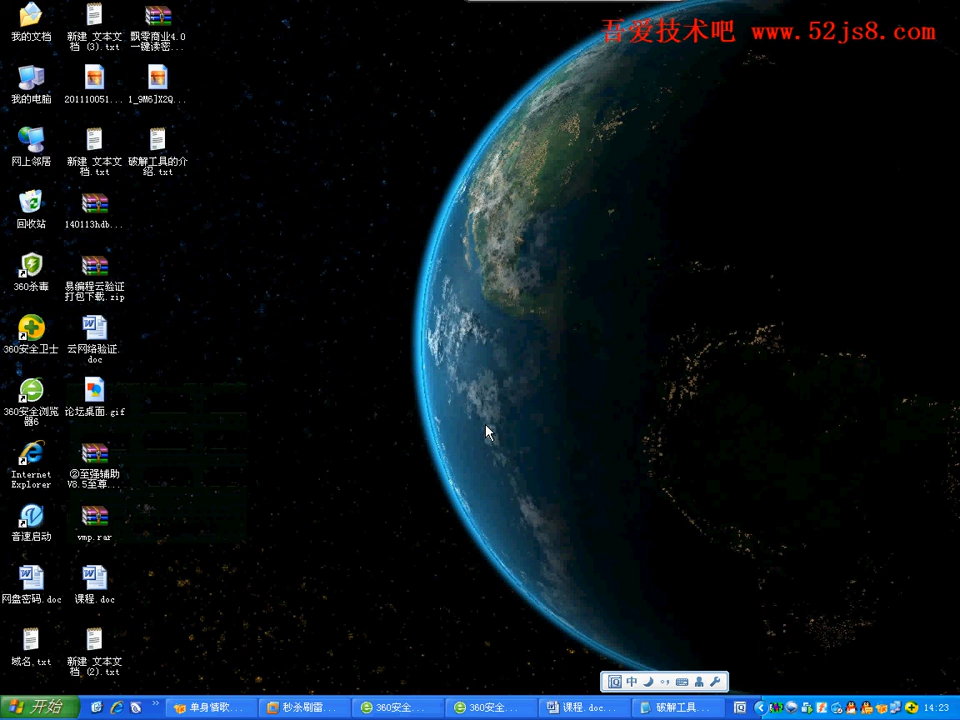 吾爱技术吧 www.52js8.com
我的文档
新建 文本文
档 (3).txt
飘零商业4.0
一键读密...
我的电脑
201110051...
1_9M6]X2Q...
网上邻居
新建 文本文
档.txt
破解工具的介
绍.txt
回收站
140113hdb...
360杀毒
易编程云验证
打包下载.zip
360安全卫士
云网络验证.
doc
360安全浏览
器6
论坛桌面.gif
Internet
Explorer
②至强辅助
V8.5至尊...
音速启动
vmp.rar
网盘密码.doc
课程.doc
域名.txt
新建 文本文
档 (2).txt
中
开始
单身情歌...
秒杀刷雷...
360安全...
360安全...
课程.doc...
破解工具...
14:23